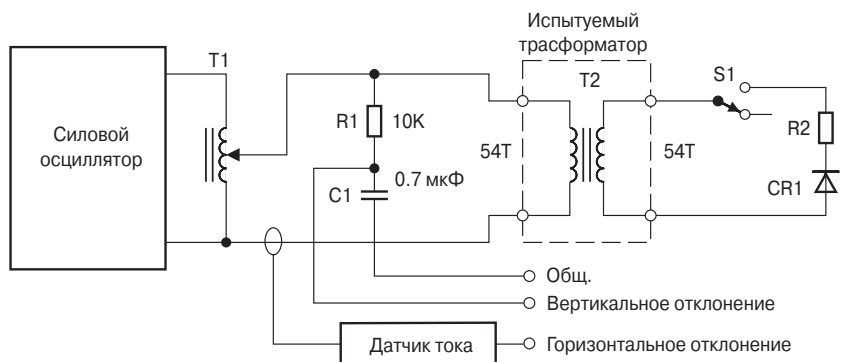 Испытуемый
трасформатор
T1
T2
S1
Силовой
осциллятор
R1
10K
R2
54T
54T
0.7 мкФ
C1
CR1
Общ.
Вертикальное отклонение
Датчик тока
Горизонтальное отклонение